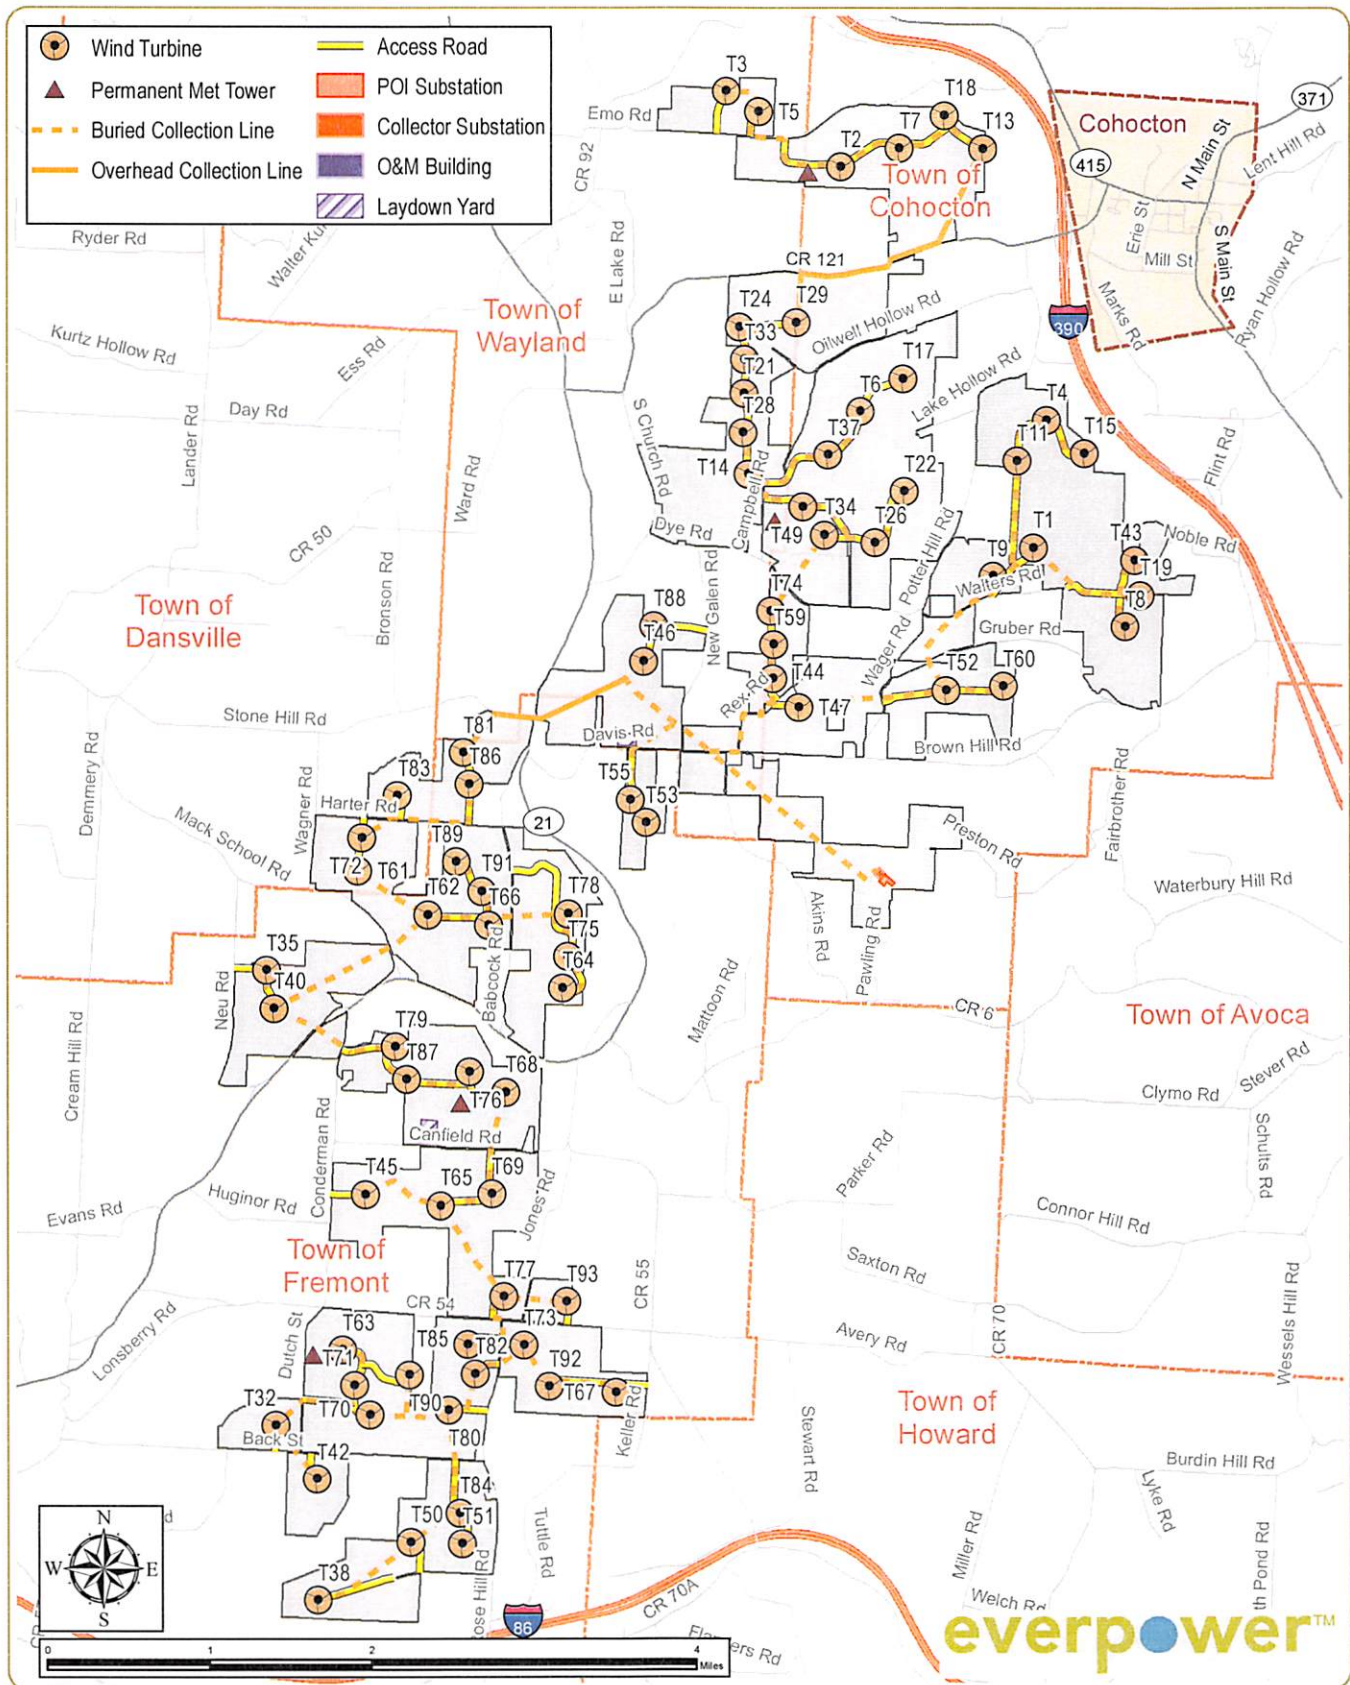 Wind Turbine
Permanent Met Tower
Buried Collection Line
Overhead Collection Line
Access Road
POI Substation
Collector Substation
O&M Building
Laydown Yard
T3
T5
Emo Rd
T18
T7
T13
T2
CR 92
Town of
Cohocton
Cohocton
371
415
N Main St
Lent Hill Rd
Erie St
Mill St
S Main St
Ryan Hollow Rd
Marks Rd
390
Ryder Rd
E Lake Rd
CR 121
Town of
Wayland
T24
T29
T33
Oilwell Hollow Rd
Kurtz Hollow Rd
Ess Rd
T21
T17
T6
Lake Hollow Rd
Day Rd
Lander Rd
S Church Rd
T28
T37
T4
T11
T15
T14
Campbell Rd
T22
Flint Rd
Ward Rd
Dye Rd
T34
T49
T26
CR 50
Potter Hill Rd
T1
T43
Noble Rd
T9
Walters Rd
T19
T8
Bronson Rd
New Galen Rd
T74
T59
Town of
Dansville
T88
T46
Gruber Rd
Wager Rd
T44
T52
T60
Rex Rd
T47
Stone Hill Rd
Davis Rd
Brown Hill Rd
T81
T86
T83
T55
T53
Demmery Rd
Wagner Rd
Harter Rd
Mack School Rd
21
Preston Rd
Fairbrother Rd
T89
T91
T72
T61
T62
T66
T78
T75
T64
Waterbury Hill Rd
Akins Rd
Pawling Rd
T35
T40
Neu Rd
Babcock Rd
Mattoon Rd
CR 6
Town of Avoca
Cream Hill Rd
T79
T87
T68
T76
Clymo Rd
Stever Rd
Canfield Rd
Conderman Rd
Parker Rd
Schults Rd
T45
T65
T69
Jones Rd
Evans Rd
Huginor Rd
Connor Hill Rd
Town of
Fremont
Saxton Rd
T77
T93
CR 55
CR 54
Lonsberry Rd
Dutch St
T63
T85
T73
T82
Avery Rd
CR 70
Wessels Hill Rd
T71
T92
T67
T32
T70
T90
Keller Rd
Town of
Howard
Back St
T42
T80
Stewart Rd
Burdin Hill Rd
T84
T50
T51
Tuttle Rd
Lyke Rd
Miller Rd
T38
CR 70A
Welch Rd
86
N
W E
S
0 1 2 4
Miles
everpower™